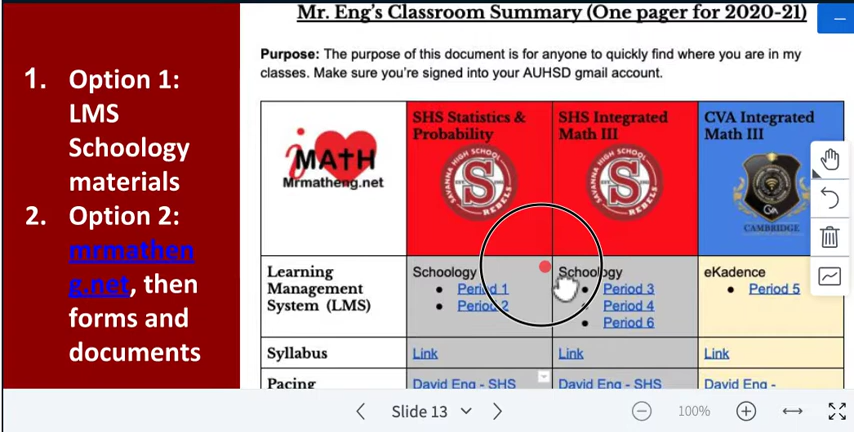 1. Option 1:
LMS
Schoology
materials
2. Option 2:
mrmathen
g.net, then
forms and
documents
Mr. Eng's Classroom Summary (One pager for 2020-21)
Purpose: The purpose of this document is for anyone to quickly find where you are in my
classes. Make sure you're signed into your AUHSD gmail account.
i
MATH
Mrmatheng.net
SHS Statistics &
Probability
SAVANNA HIGH SCHOOL
S
REBELS
SHS Integrated
Math III
SAVANNA HIGH SCHOOL
S
REBELS
CVA Integrated
Math III
CAMBRIDGE
Learning
Management
System (LMS)
Schoology
● Period 1
● Period 2
Schoology
● Period 3
● Period 4
● Period 6
eKadence
● Period 5
Syllabus
Link
Link
Link
Pacing
David Eng - SHS
David Eng - SHS
David Eng -
Slide 13
100%